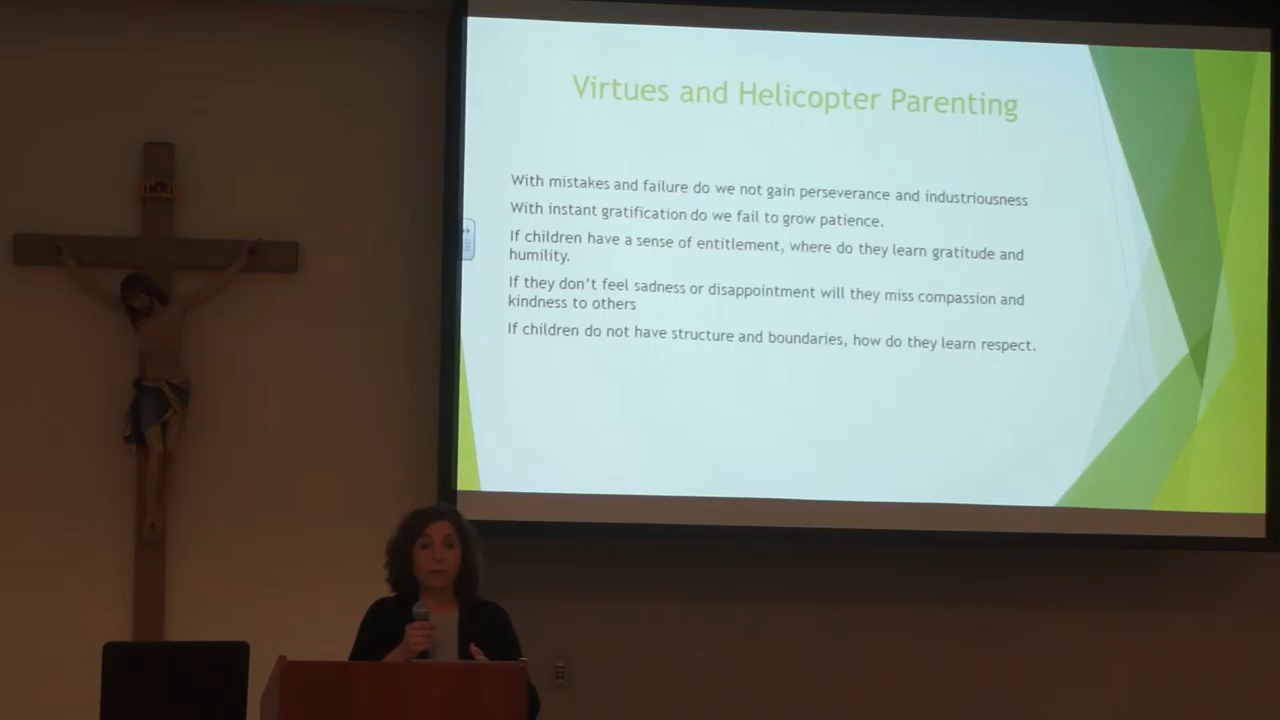 Virtues and Helicopter Parenting
With mistakes and failure do we not gain perseverance and industriousness
With instant gratification do we fail to grow patience.
If children have a sense of entitlement, where do they learn gratitude and
humility.
If they don't feel sadness or disappointment will they miss compassion and
kindness to others
If children do not have structure and boundaries, how do they learn respect.